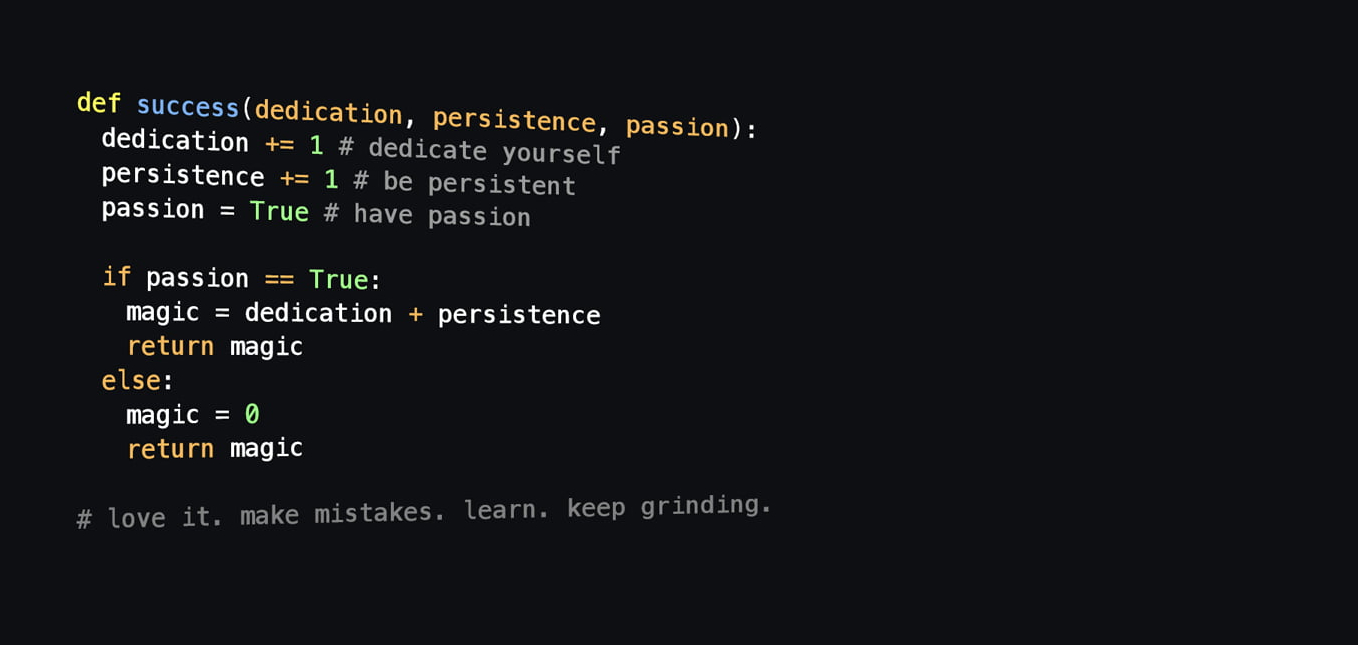 def success(dedication, persistence, passion):
  dedication += 1 # dedicate yourself
  persistence += 1 # be persistent
  passion = True # have passion

  if passion == True:
    magic = dedication + persistence
    return magic
  else:
    magic = 0
    return magic

# love it. make mistakes. learn. keep grinding.